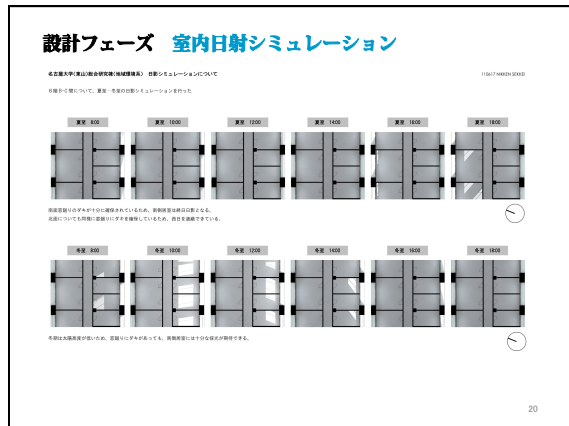 設計フェーズ 室内日射シミュレーション
名古屋大学(東山)総合研究棟(地域環境系) 日影シミュレーションについて
110617 NIKKEN SEKKEI
6階B-C間について、夏至・冬至の日影シミュレーションを行った
夏至 8:00 夏至 10:00 夏至 12:00 夏至 14:00 夏至 16:00 夏至 18:00
南面窓廻りのダキが十分に確保されているため、南側居室は終日日影となる。
北面についても同様に窓廻りにダキを確保しているため、西日を遮蔽できている。
冬至 8:00 冬至 10:00 冬至 12:00 冬至 14:00 冬至 16:00 冬至 18:00
冬期は太陽高度が低いため、窓廻りにダキがあっても、南側居室には十分な採光が期待できる。
20